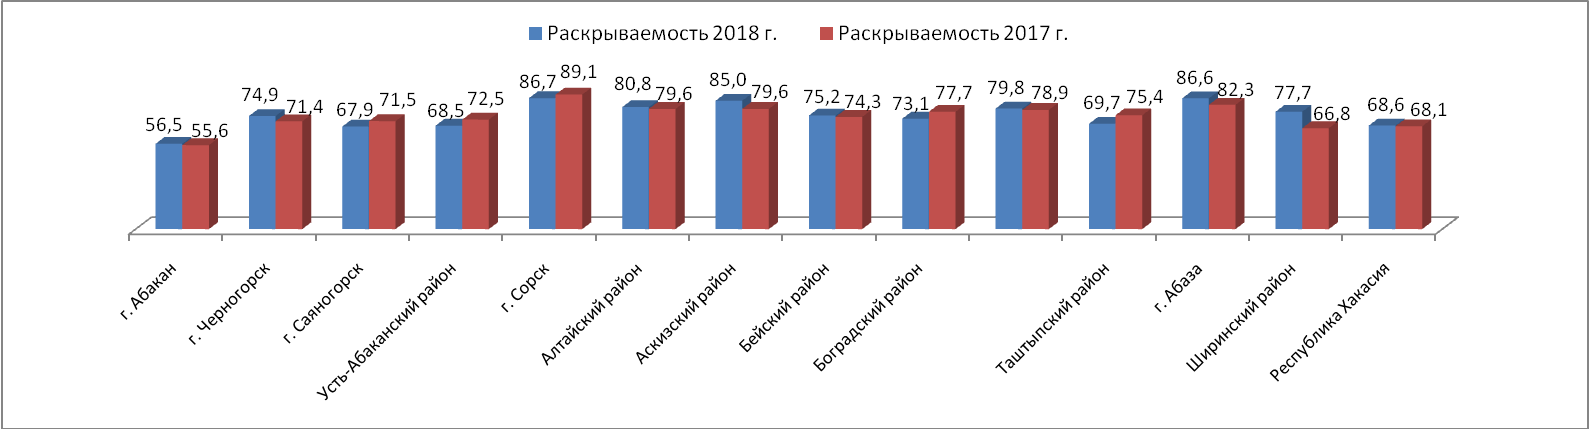 Раскрываемость 2018 г. Раскрываемость 2017 г.
56,5 55,6 74,9 71,4 67,9 71,5 68,5 72,5 86,7 89,1 80,8 79,6 85,0 79,6 75,2 74,3 73,1 77,7 79,8 78,9 69,7 75,4 86,6 82,3 77,7 66,8 68,6 68,1
г. Абакан
г. Черногорск
г. Саяногорск
Усть-Абаканский район
г. Сорск
Алтайский район
Аскизский район
Бейский район
Боградский район
Таштыпский район
г. Абаза
Ширинский район
Республика Хакасия